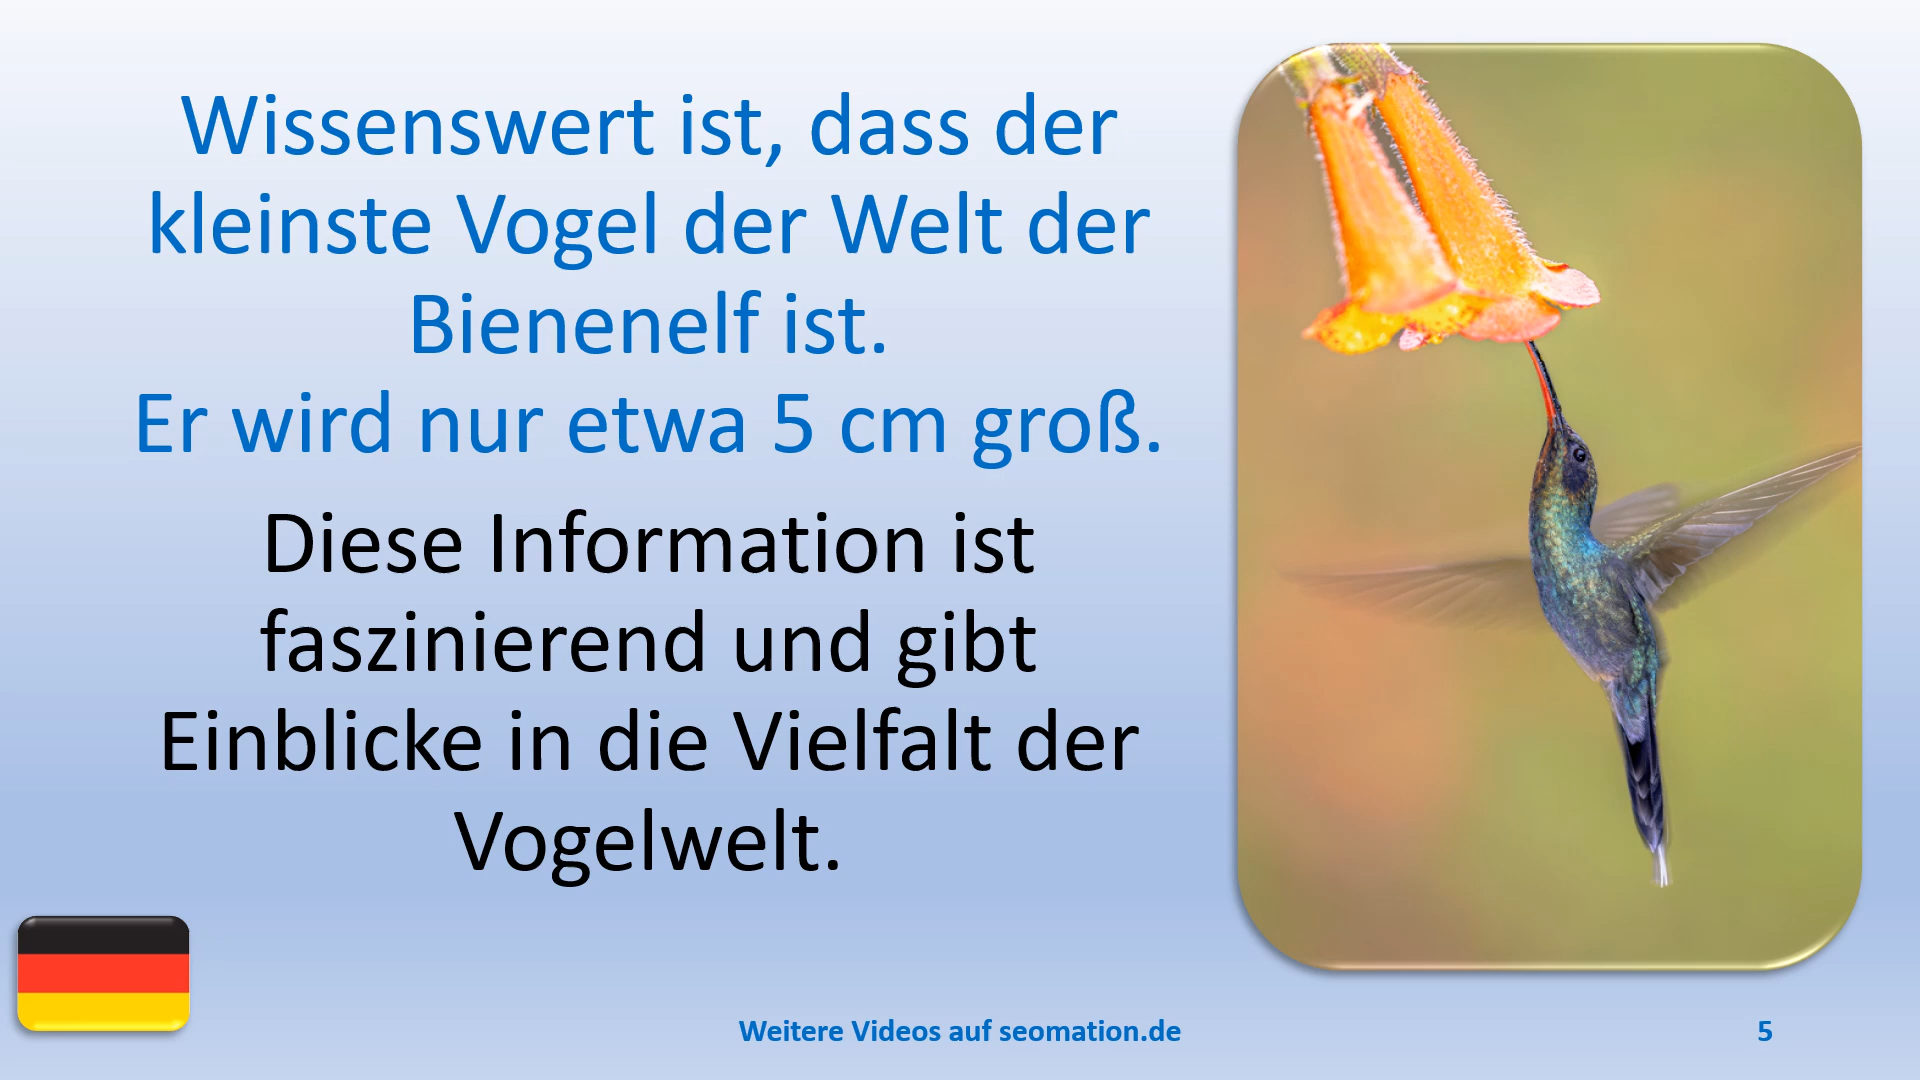 Wissenswert ist, dass der
kleinste Vogel der Welt der
Bienenelf ist.
Er wird nur etwa 5 cm groß.
Diese Information ist
faszinierend und gibt
Einblicke in die Vielfalt der
Vogelwelt.
Weitere Videos auf seomation.de
5